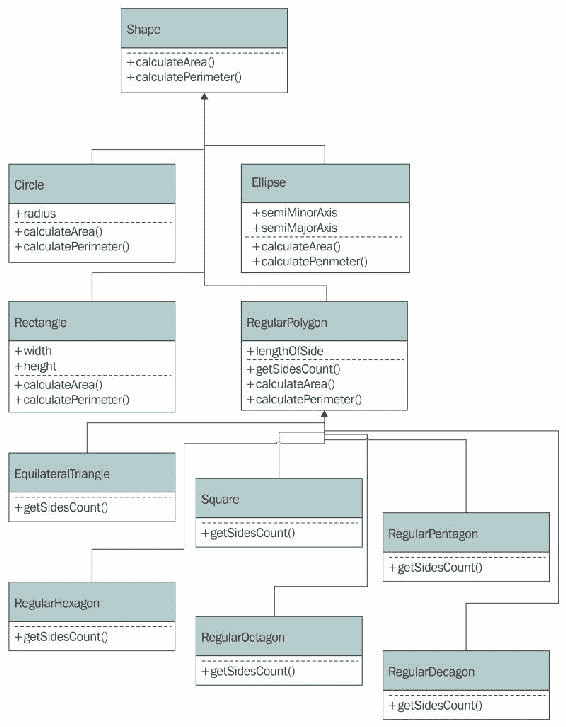 Shape
+calculateArea()
+calculatePerimeter()
Circle
+radius
+calculateArea()
+calculatePerimeter()
Ellipse
+semiMinorAxis
+semiMajorAxis
+calculateArea()
+calculatePerimeter()
Rectangle
+width
+height
+calculateArea()
+calculatePerimeter()
RegularPolygon
+lengthOfSide
+getSidesCount()
+calculateArea()
+calculatePerimeter()
EquilateralTriangle
+getSidesCount()
Square
+getSidesCount()
RegularPentagon
+getSidesCount()
RegularHexagon
+getSidesCount()
RegularOctagon
+getSidesCount()
RegularDecagon
+getSidesCount()